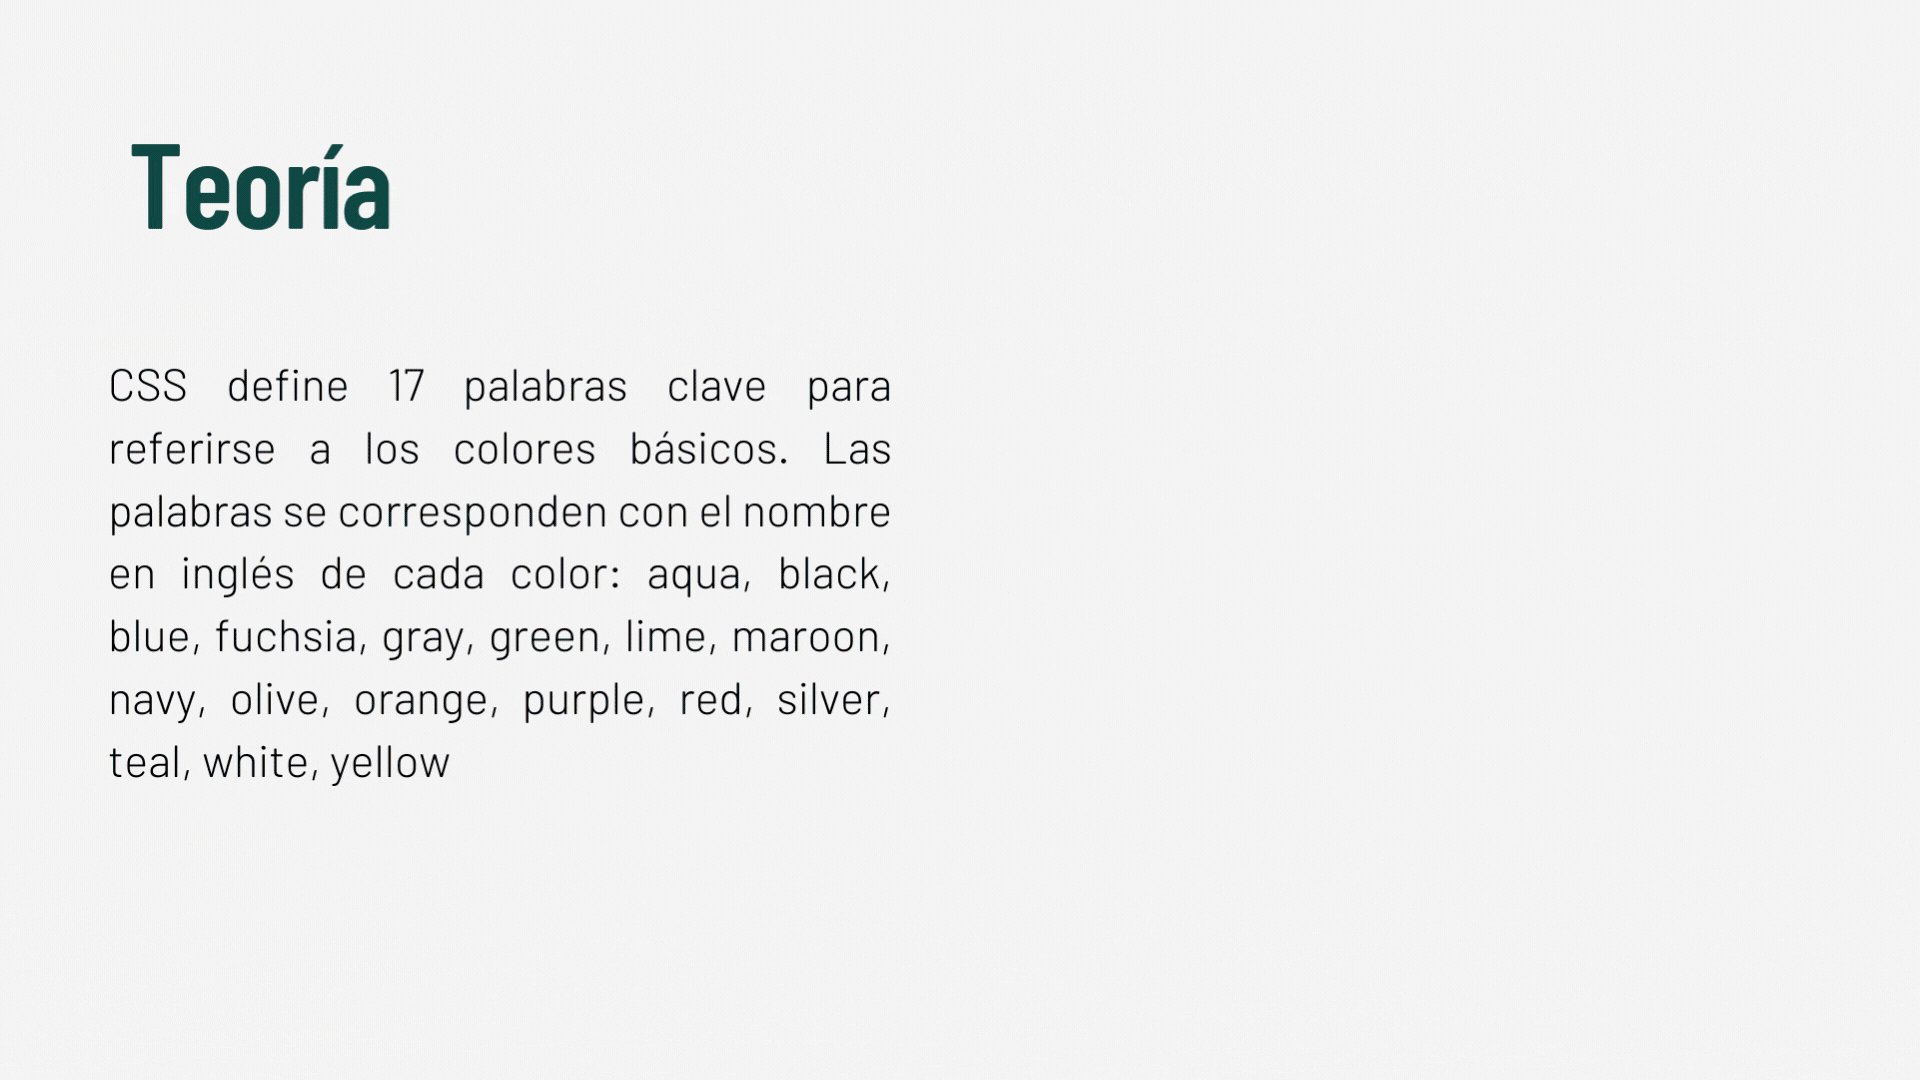 Teoría
CSS define 17 palabras clave para
referirse a los colores básicos. Las
palabras se corresponden con el nombre
en inglés de cada color: aqua, black,
blue, fuchsia, gray, green, lime, maroon,
navy, olive, orange, purple, red, silver,
teal, white, yellow